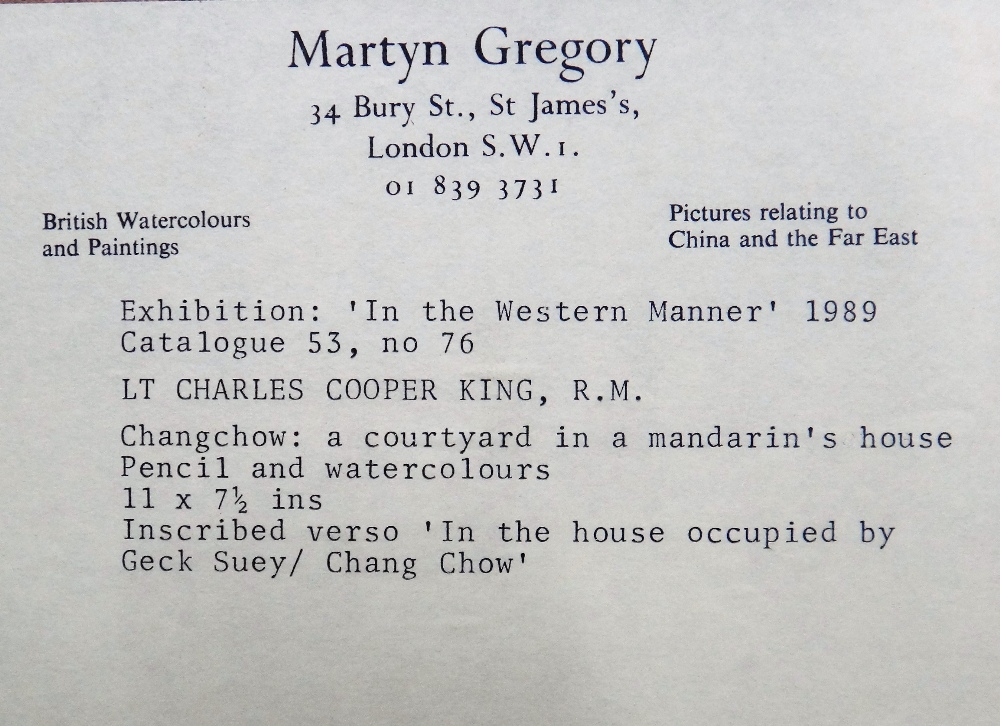 Martyn Gregory
34 Bury St., St James's,
London S.W.1.
01 839 3731
British Watercolours
and Paintings
Pictures relating to
China and the Far East
Exhibition: 'In the Western Manner' 1989
Catalogue 53, no 76
LT CHARLES COOPER KING, R.M.
Changchow: a courtyard in a mandarin's house
Pencil and watercolours
11 x 7½ ins
Inscribed verso 'In the house occupied by
Geck Suey/ Chang Chow'